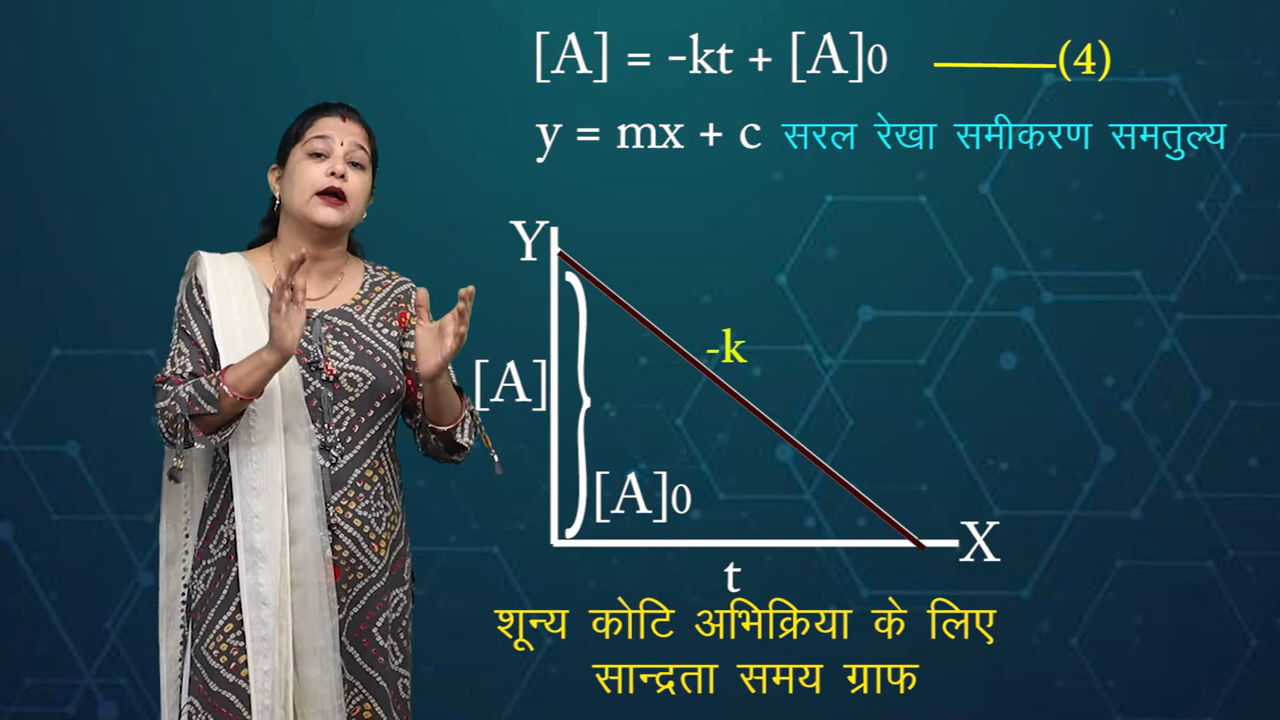 [A] = -kt + [A]0 (4)
y = mx + c सरल रेखा समीकरण समतुल्य
Y
-k
[A]
[A]0
X
t
शून्य कोटि अभिक्रिया के लिए
सान्द्रता समय ग्राफ